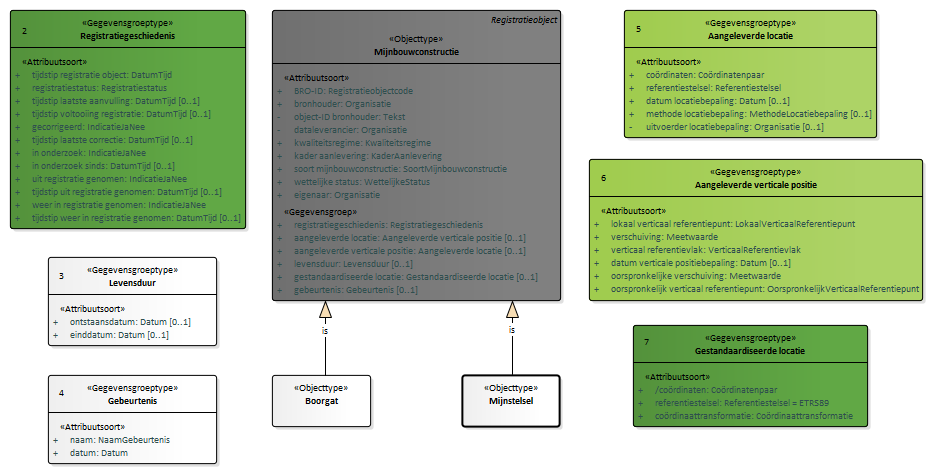 2
«Gegevensgroeptype»
Registratiegeschiedenis
«Attribuutsoort»
+ tijdstip registratie object: DatumTijd
+ registratiestatus: Registratiestatus
+ tijdstip laatste aanvulling: DatumTijd [0..1]
+ tijdstip voltooiing registratie: DatumTijd [0..1]
+ gecorrigeerd: IndicatieJaNee
+ tijdstip laatste correctie: DatumTijd [0..1]
+ in onderzoek: IndicatieJaNee
+ in onderzoek sinds: DatumTijd [0..1]
+ uit registratie genomen: IndicatieJaNee
+ tijdstip uit registratie genomen: DatumTijd [0..1]
+ weer in registratie genomen: IndicatieJaNee
+ tijdstip weer in registratie genomen: DatumTijd [0..1]
3
«Gegevensgroeptype»
Levensduur
«Attribuutsoort»
+ ontstaansdatum: Datum [0..1]
+ einddatum: Datum [0..1]
4
«Gegevensgroeptype»
Gebeurtenis
«Attribuutsoort»
+ naam: NaamGebeurtenis
+ datum: Datum
Registratieobject
«Objecttype»
Mijnbouwconstructie
«Attribuutsoort»
+ BRO-ID: Registratieobjectcode
+ bronhouder: Organisatie
- object-ID bronhouder: Tekst
- dataleverancier: Organisatie
+ kwaliteitsregime: Kwaliteitsregime
+ kader aanlevering: KaderAanlevering
+ soort mijnbouwconstructie: SoortMijnbouwconstructie
+ wettelijke status: WettelijkeStatus
+ eigenaar: Organisatie
«Gegevensgroep»
+ registratiegeschiedenis: Registratiegeschiedenis
+ aangeleverde locatie: Aangeleverde verticale positie [0..1]
+ aangeleverde verticale positie: Aangeleverde locatie [0..1]
+ levensduur: Levensduur [0..1]
+ gestandaardiseerde locatie: Gestandaardiseerde locatie [0..1]
+ gebeurtenis: Gebeurtenis [0..1]
is
is
«Objecttype»
Boorgat
«Objecttype»
Mijnstelsel
5
«Gegevensgroeptype»
Aangeleverde locatie
«Attribuutsoort»
+ coördinaten: Coördinatenpaar
+ referentiestelsel: Referentiestelsel
+ datum locatiebepaling: Datum [0..1]
+ methode locatiebepaling: MethodeLocatiebepaling [0..1]
- uitvoerder locatiebepaling: Organisatie [0..1]
6
«Gegevensgroeptype»
Aangeleverde verticale positie
«Attribuutsoort»
+ lokaal verticaal referentiepunt: LokaalVerticaalReferentiepunt
+ verschuiving: Meetwaarde
+ verticaal referentievlak: VerticaalReferentievlak
+ datum verticale positiebepaling: Datum [0..1]
+ oorspronkelijke verschuiving: Meetwaarde
+ oorspronkelijk verticaal referentiepunt: OorspronkelijkVerticaalReferentiepunt
7
«Gegevensgroeptype»
Gestandaardiseerde locatie
«Attribuutsoort»
+ /coördinaten: Coördinatenpaar
+ referentiestelsel: Referentiestelsel = ETRS89
+ coördinaattransformatie: Coördinaattransformatie